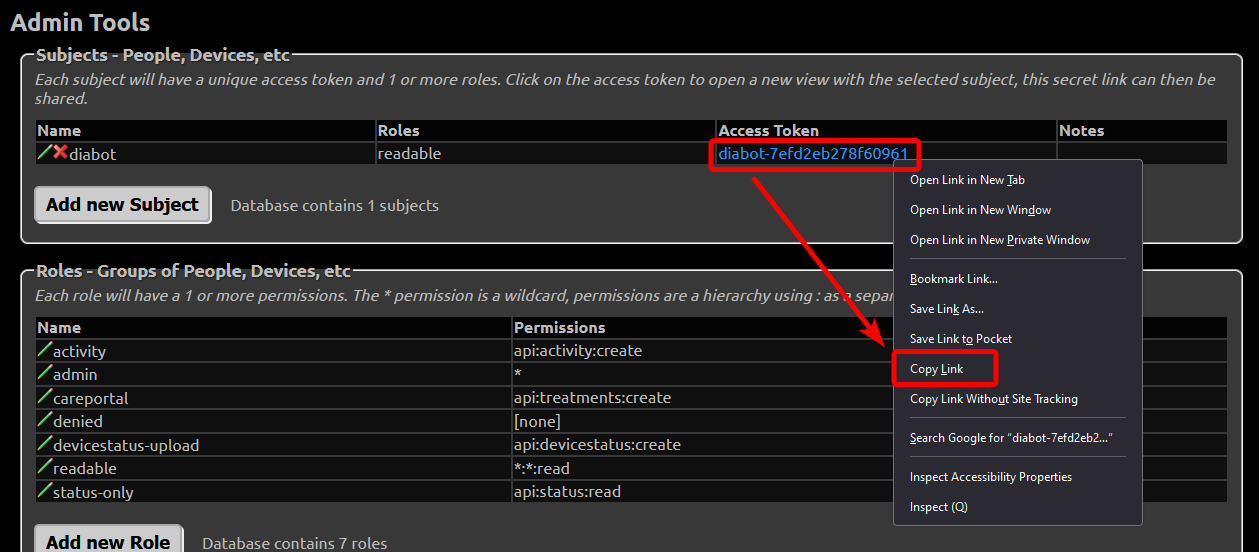 Admin Tools
Subjects - People, Devices, etc
Each subject will have a unique access token and 1 or more roles. Click on the access token to open a new view with the selected subject, this secret link can then be
shared.
Name Roles Access Token Notes
diabot readable diabot-7efd2eb278f60961
Add new Subject Database contains 1 subjects
Open Link in New Tab
Open Link in New Window
Open Link in New Private Window
Bookmark Link...
Save Link As...
Save Link to Pocket
Copy Link
Copy Link Without Site Tracking
Search Google for "diabot-7efd2eb2..."
Inspect Accessibility Properties
Inspect (Q)
Roles - Groups of People, Devices, etc
Each role will have a 1 or more permissions. The * permission is a wildcard, permissions are a hierarchy using : as a
Name Permissions
activity api:activity:create
admin *
careportal api:treatments:create
denied [none]
devicestatus-upload api:devicestatus:create
readable *:*:read
status-only api:status:read
Add new Role Database contains 7 roles